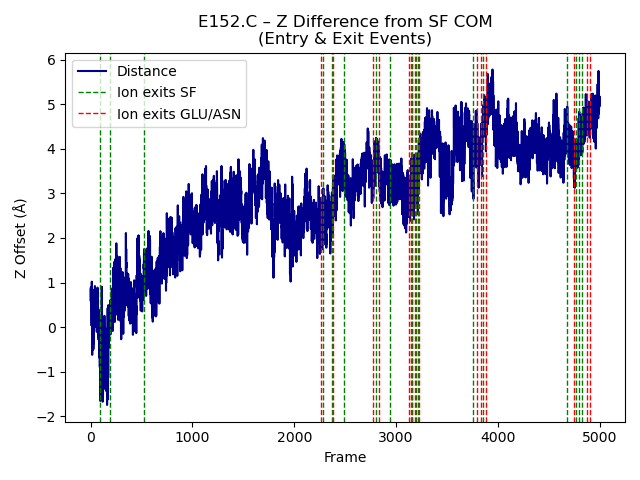 E152.C – Z Difference from SF COM
(Entry & Exit Events)
Distance
Ion exits SF
Ion exits GLU/ASN
6
5
4
3
2
1
0
−1
−2
Z Offset (Å)
0
1000
2000
3000
4000
5000
Frame